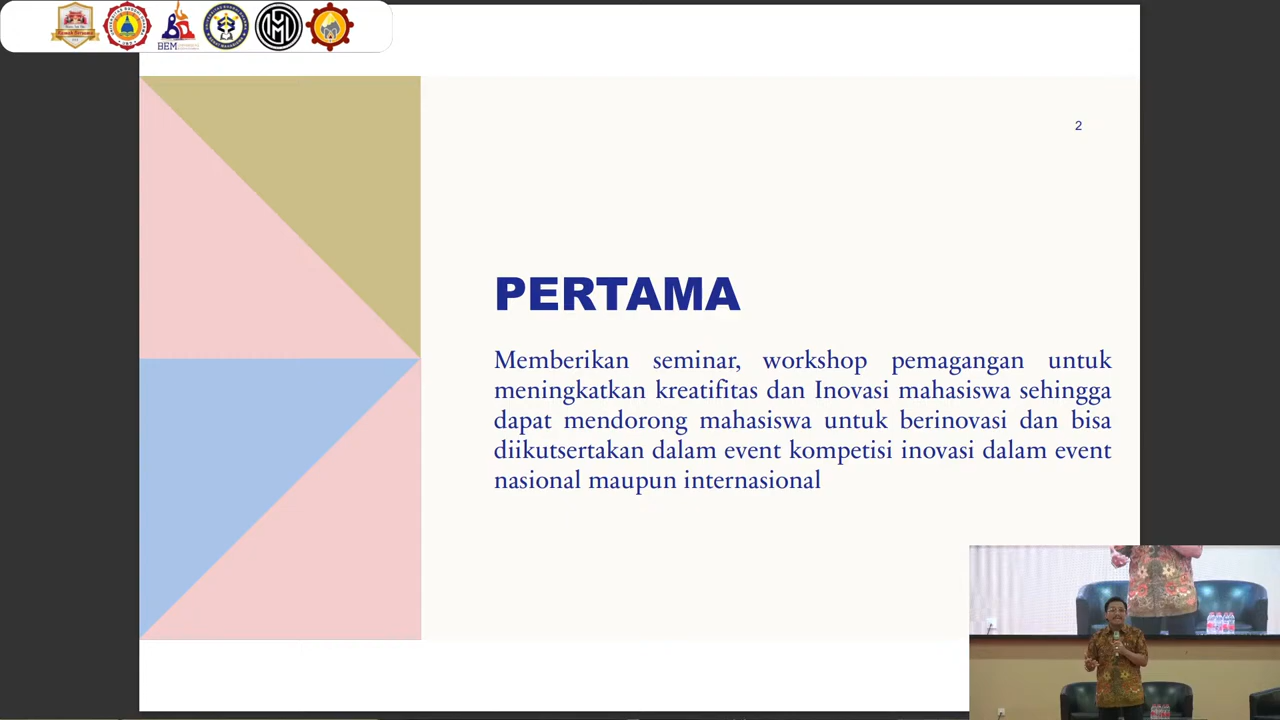 BEM
2
PERTAMA
Memberikan seminar, workshop pemagangan untuk
meningkatkan kreatifitas dan Inovasi mahasiswa sehingga
dapat mendorong mahasiswa untuk berinovasi dan bisa
diikutsertakan dalam event kompetisi inovasi dalam event
nasional maupun internasional